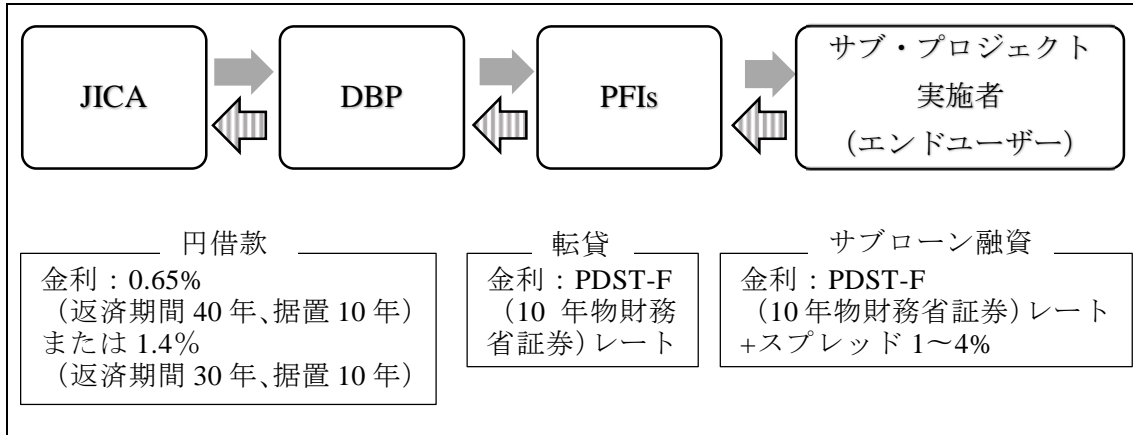 JICA
DBP
PFIs
サブ・プロジェクト
実施者
(エンドユーザー)
円借款
金利：0.65%
（返済期間 40 年、据置 10 年）
または 1.4％
（返済期間 30 年、据置 10 年）
転貸
金利：PDST-F
（10 年物財務
省証券）レート
サブローン融資
金利：PDST-F
（10 年物財務省証券）レート
+スプレッド 1～4%